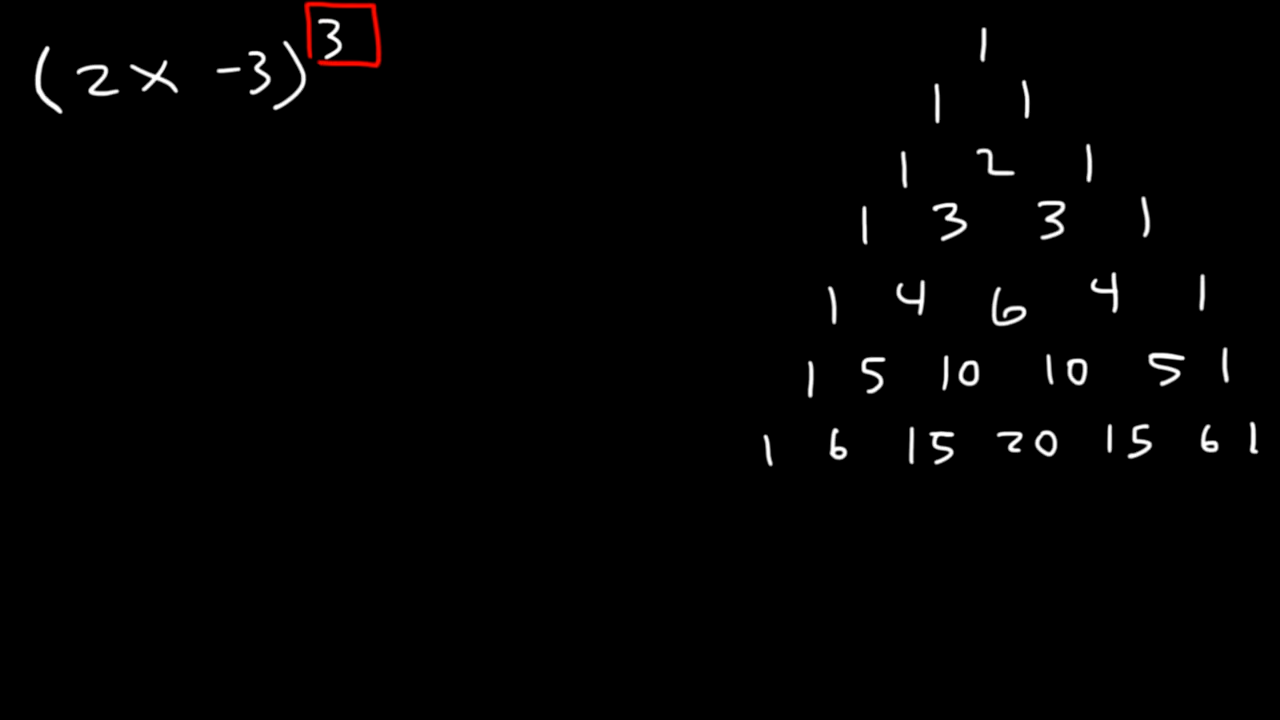 (2x -3)³
1
1 1
1 2 1
1 3 3 1
1 4 6 4 1
1 5 10 10 5 1
1 6 15 20 15 6 1